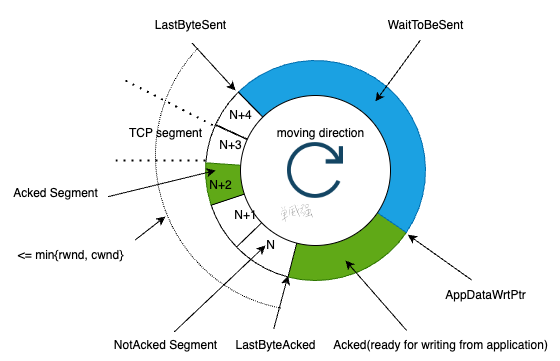 LastByteSent
WaitToBeSent
N+4
TCP segment
N+3
moving direction
Acked Segment
N+2
N+1
N
<= min{rwnd, cwnd}
AppDataWrtPtr
NotAcked Segment
LastByteAcked
Acked(ready for writing from application)